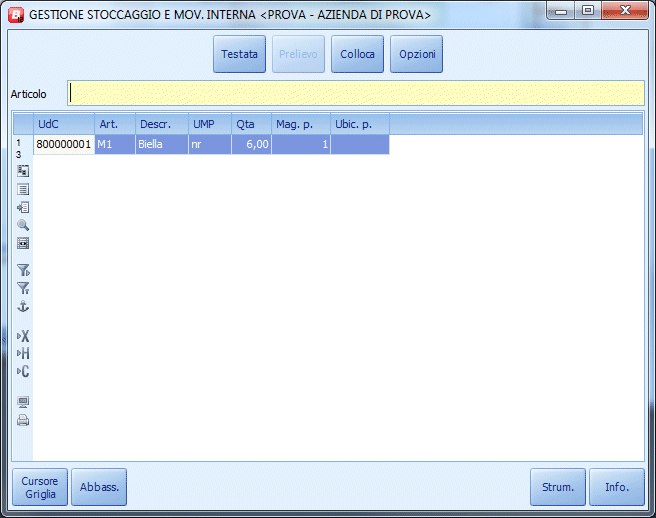 GESTIONE STOCCAGGIO E MOV. INTERNA <PROVA - AZIENDA DI PROVA>
Testata Prelievo Colloca Opzioni
Articolo
UdC Art. Descr. UMP Qta Mag. p. Ubic. p.
1 800000001 M1 Biella nr 6,00 1
3
X
H
C
Cursore Griglia Abbass. Strum. Info.